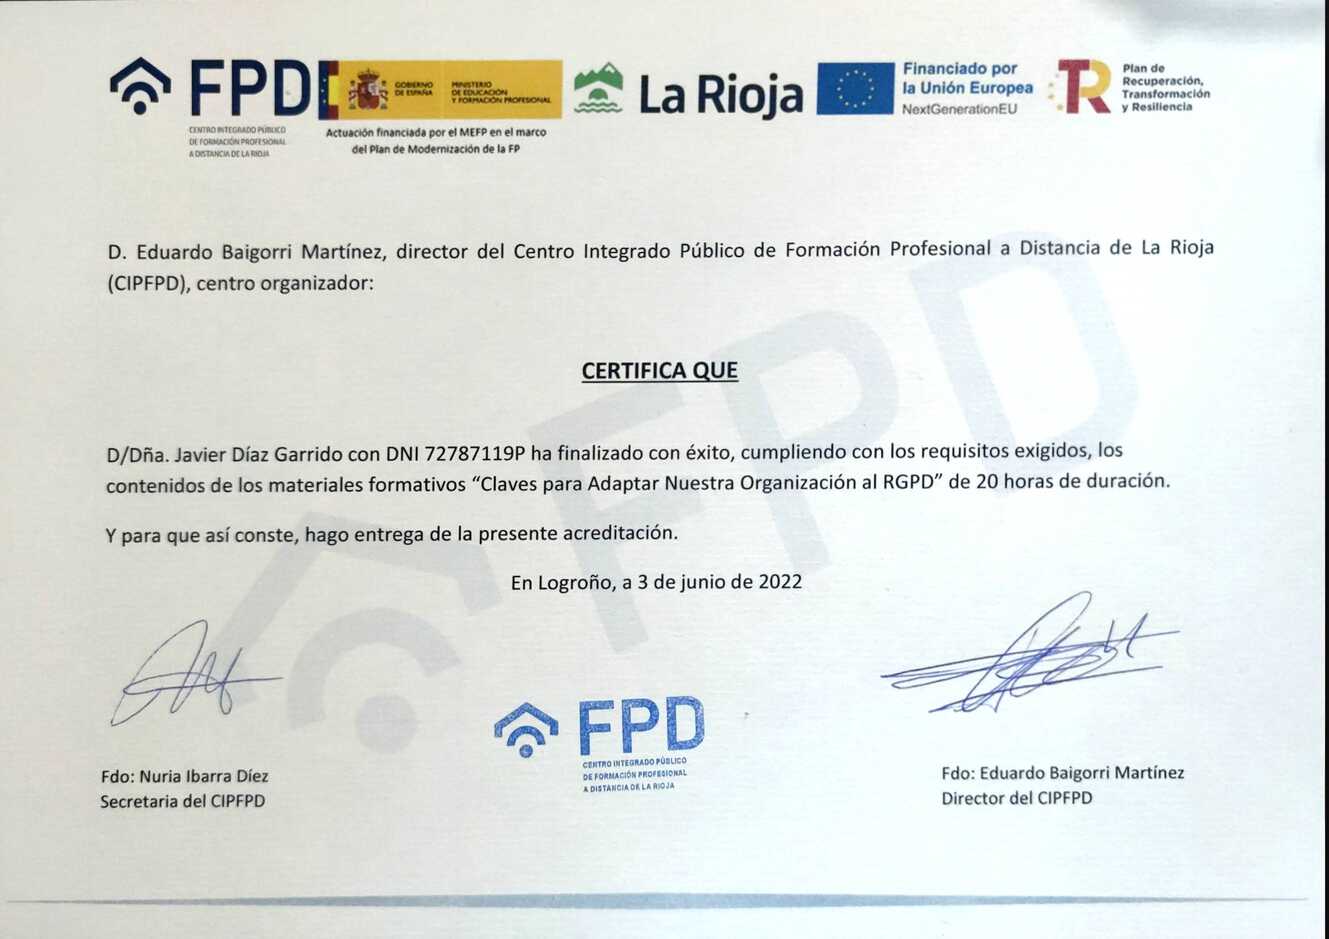 FPD
CENTRO INTEGRADO PÚBLICO
DE FORMACIÓN PROFESIONAL
A DISTANCIA DE LA RIOJA
GOBIERNO
DE ESPAÑA
MINISTERIO
DE EDUCACIÓN
Y FORMACIÓN PROFESIONAL
Actuación financiada por el MEFP en el marco
del Plan de Modernización de la FP
La Rioja
Financiado por
la Unión Europea
NextGenerationEU
TR
Plan de
Recuperación,
Transformación
y Resiliencia
D. Eduardo Baigorri Martínez, director del Centro Integrado Público de Formación Profesional a Distancia de La Rioja
(CIPFPD), centro organizador:
CERTIFICA QUE
D/Dña. Javier Díaz Garrido con DNI 72787119P ha finalizado con éxito, cumpliendo con los requisitos exigidos, los
contenidos de los materiales formativos “Claves para Adaptar Nuestra Organización al RGPD” de 20 horas de duración.
Y para que así conste, hago entrega de la presente acreditación.
En Logroño, a 3 de junio de 2022
FPD
FPD
CENTRO INTEGRADO PÚBLICO
DE FORMACIÓN PROFESIONAL
A DISTANCIA DE LA RIOJA
Fdo: Nuria Ibarra Díez
Secretaria del CIPFPD
Fdo: Eduardo Baigorri Martínez
Director del CIPFPD